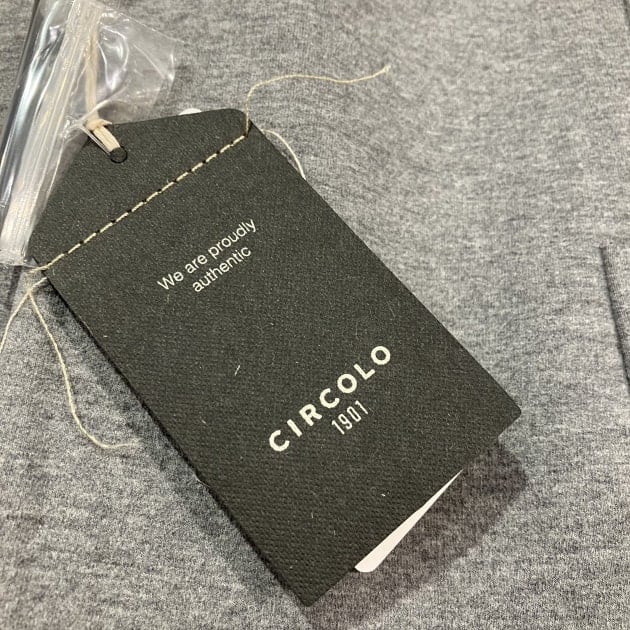 We are proudly
authentic
CIRCOLO
1901